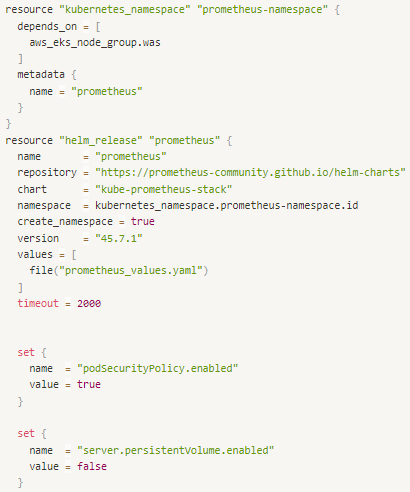 resource "kubernetes_namespace" "prometheus-namespace" {
  depends_on = [
    aws_eks_node_group.was
  ]
  metadata {
    name = "prometheus"
  }
}
resource "helm_release" "prometheus" {
  name       = "prometheus"
  repository = "https://prometheus-community.github.io/helm-charts"
  chart      = "kube-prometheus-stack"
  namespace  = kubernetes_namespace.prometheus-namespace.id
  create_namespace = true
  version    = "45.7.1"
  values = [
    file("prometheus_values.yaml")
  ]
  timeout = 2000

  set {
    name  = "podSecurityPolicy.enabled"
    value = true
  }

  set {
    name  = "server.persistentVolume.enabled"
    value = false
  }